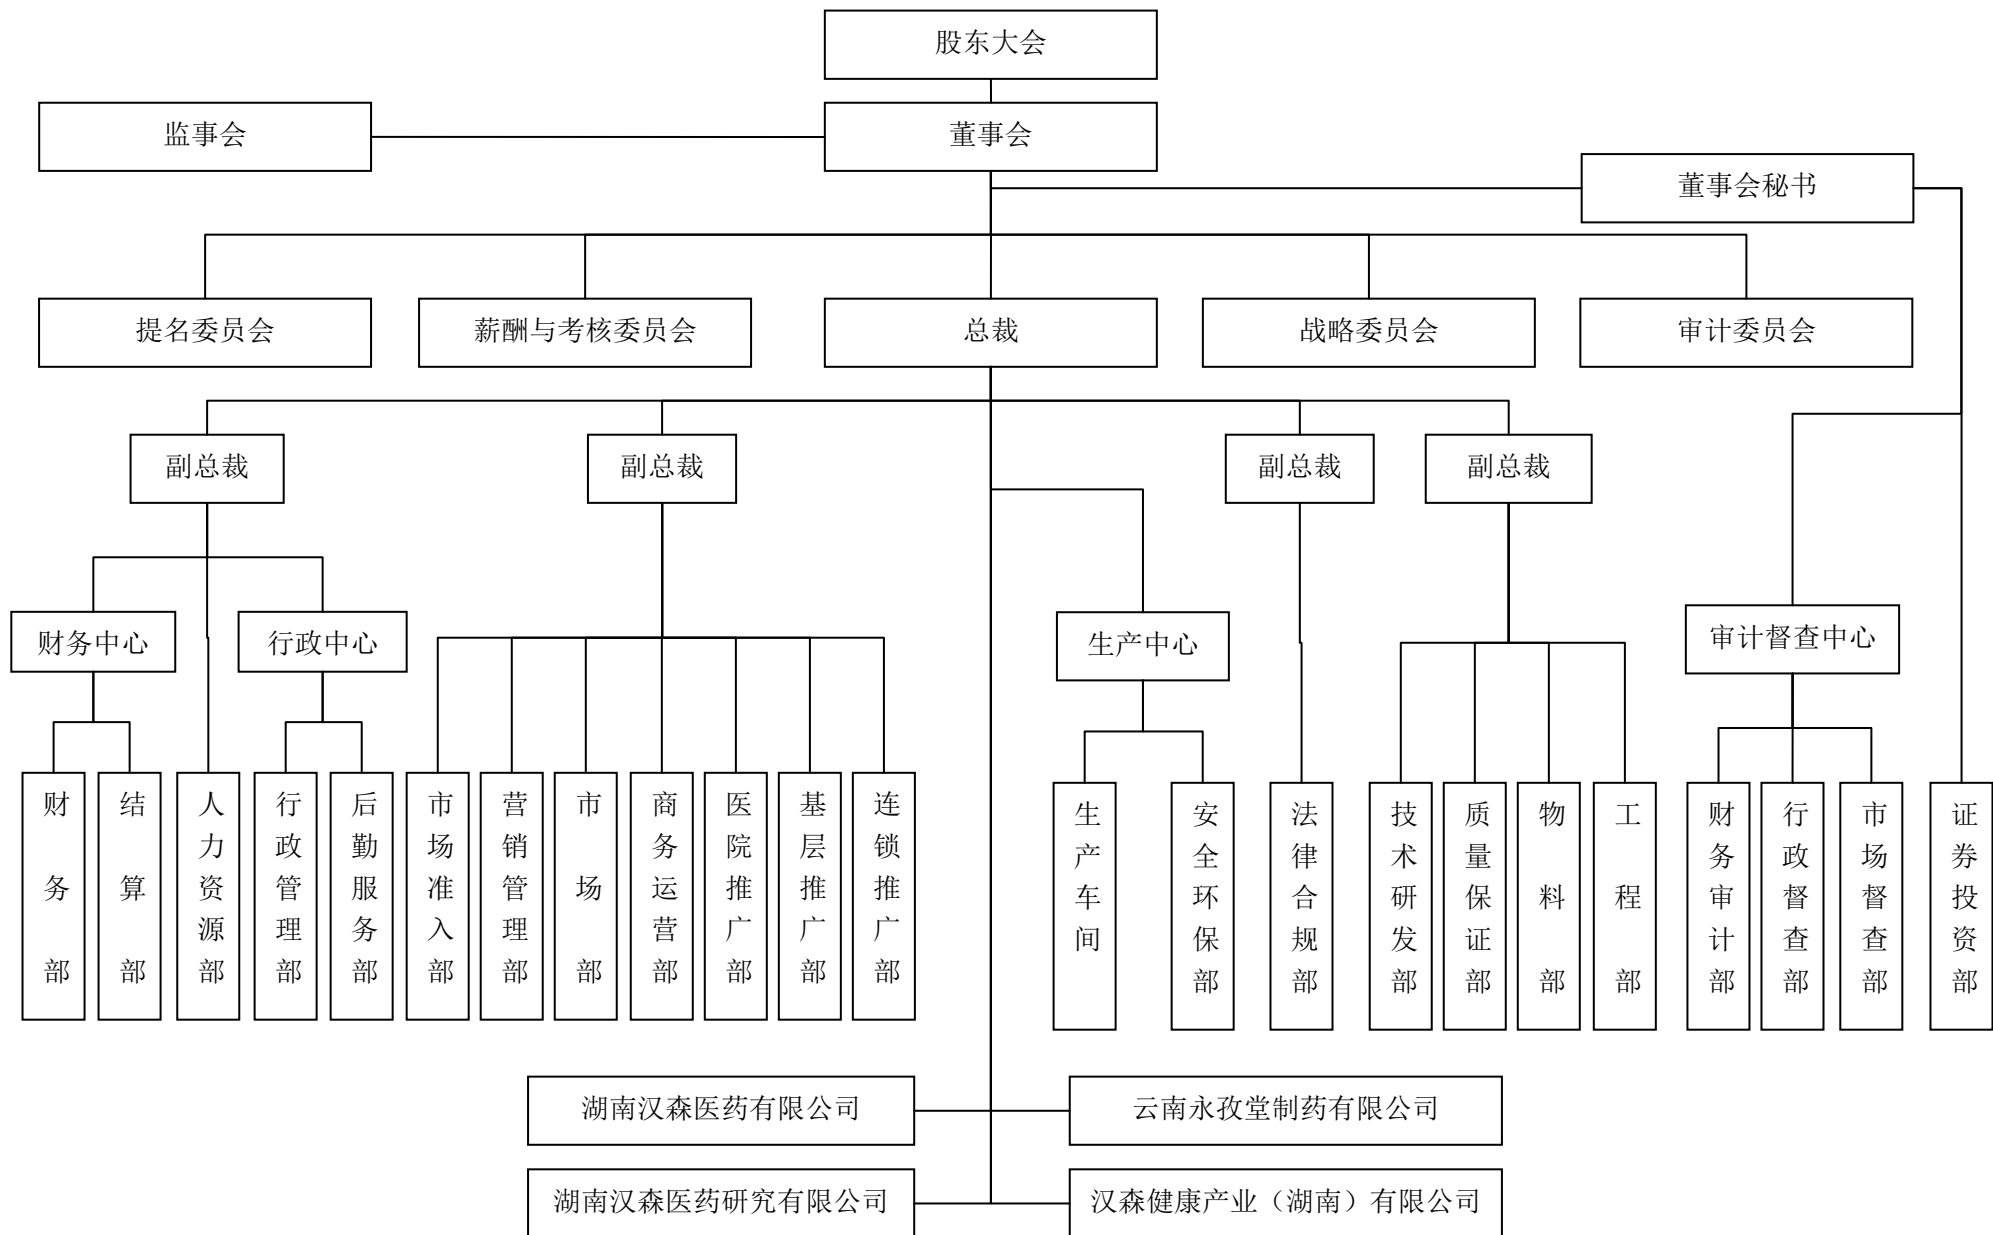 股东大会
监事会
董事会
董事会秘书
提名委员会
薪酬与考核委员会
总裁
战略委员会
审计委员会
副总裁
副总裁
副总裁
副总裁
财务中心
行政中心
生产中心
审计督查中心
财务部
结算部
人力资源部
行政管理部
后勤服务部
市场准入部
营销管理部
市场部
商务运营部
医院推广部
基层推广部
连锁推广部
生产车间
安全环保部
法律合规部
技术研发部
质量保证部
物料部
工程部
财务审计部
行政督查部
市场督查部
证券投资部
湖南汉森医药有限公司
云南永孜堂制药有限公司
湖南汉森医药研究有限公司
汉森健康产业（湖南）有限公司